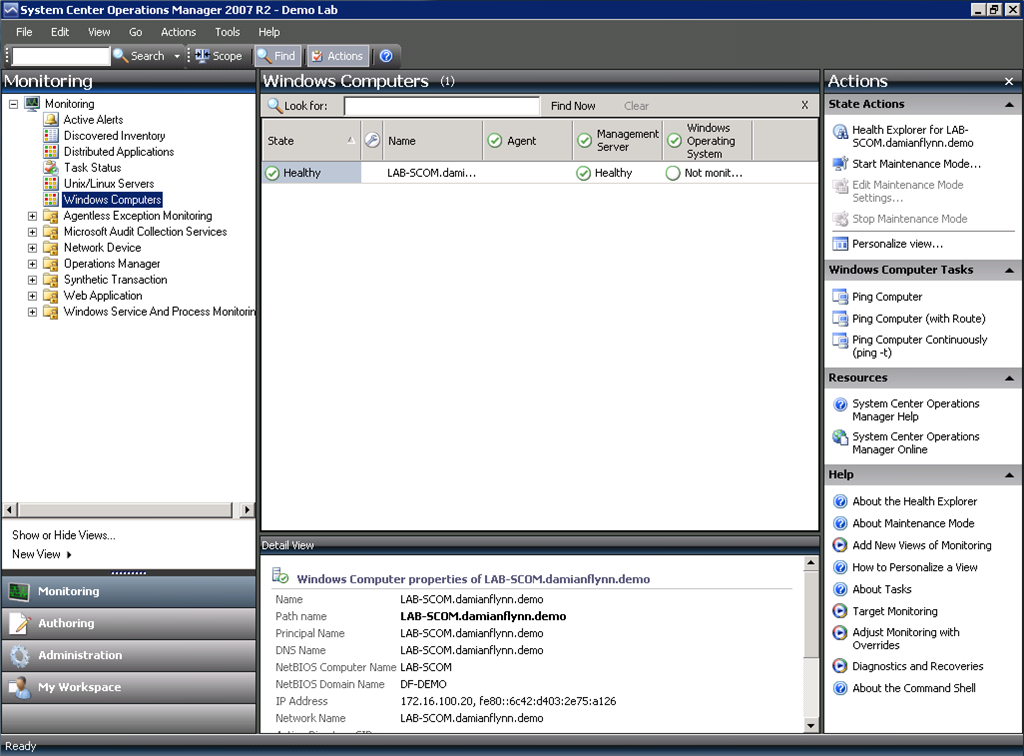 System Center Operations Manager 2007 R2 - Demo Lab
File Edit View Go Actions Tools Help
Search Scope Find Actions
Monitoring
Monitoring
Active Alerts
Discovered Inventory
Distributed Applications
Task Status
Unix/Linux Servers
Windows Computers
Agentless Exception Monitoring
Microsoft Audit Collection Services
Network Device
Operations Manager
Synthetic Transaction
Web Application
Windows Service And Process Monitorin
Show or Hide Views...
New View
Monitoring
Authoring
Administration
My Workspace
Windows Computers (1)
Look for: Find Now Clear X
State Name Agent Management Server Windows Operating System
Healthy LAB-SCOM.dami... Healthy Not monit...
Detail View
Windows Computer properties of LAB-SCOM.damianflynn.demo
Name LAB-SCOM.damianflynn.demo
Path name LAB-SCOM.damianflynn.demo
Principal Name LAB-SCOM.damianflynn.demo
DNS Name LAB-SCOM.damianflynn.demo
NetBIOS Computer Name LAB-SCOM
NetBIOS Domain Name DF-DEMO
IP Address 172.16.100.20, fe80::6c42:d403:2e75:a126
Network Name LAB-SCOM.damianflynn.demo
Actions
State Actions
Health Explorer for LAB-
SCOM.damianflynn.demo
Start Maintenance Mode...
Edit Maintenance Mode
Settings...
Stop Maintenance Mode
Personalize view...
Windows Computer Tasks
Ping Computer
Ping Computer (with Route)
Ping Computer Continuously
(ping -t)
Resources
System Center Operations
Manager Help
System Center Operations
Manager Online
Help
About the Health Explorer
About Maintenance Mode
Add New Views of Monitoring
How to Personalize a View
About Tasks
Target Monitoring
Adjust Monitoring with
Overrides
Diagnostics and Recoveries
About the Command Shell
Ready